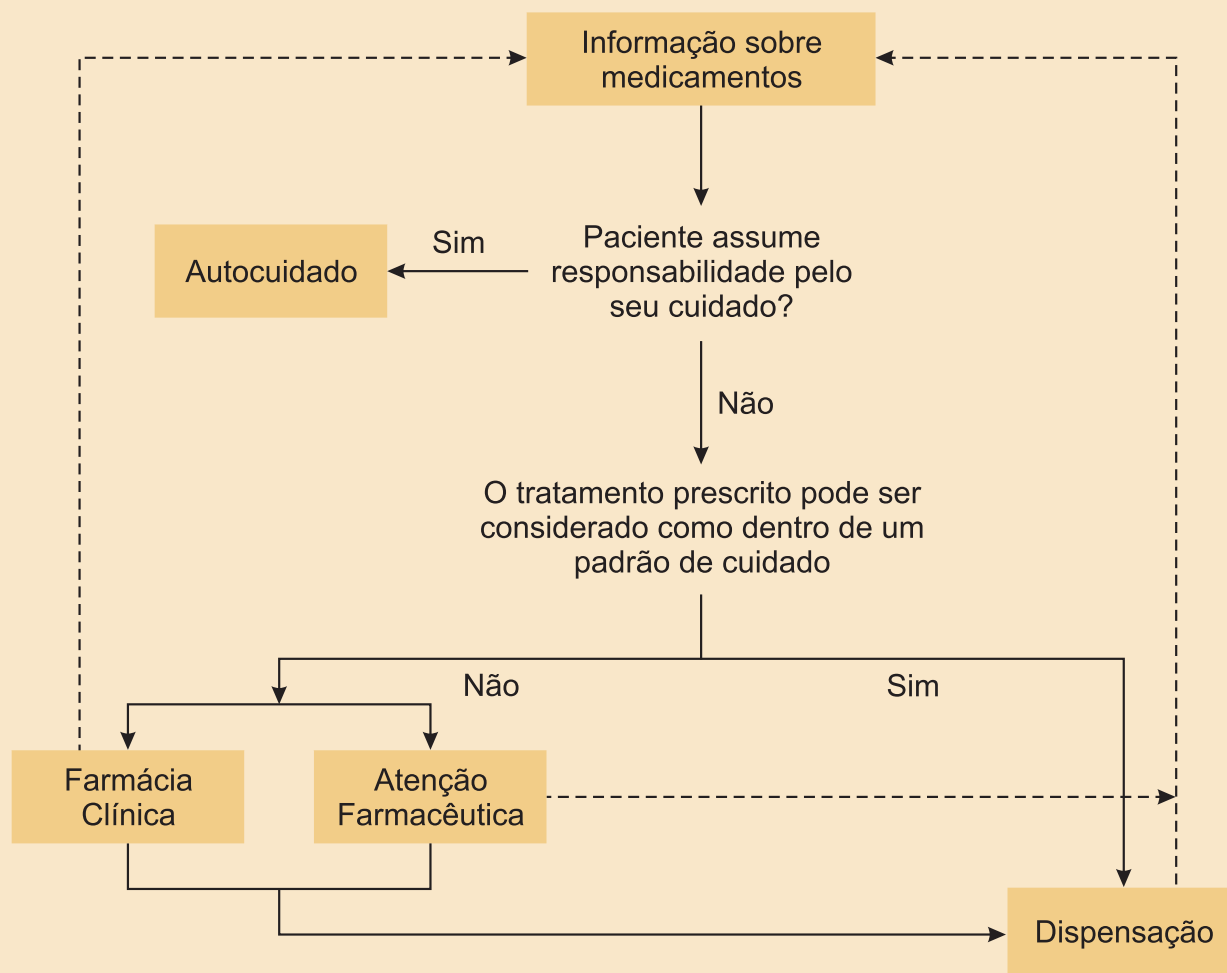 Informação sobre
medicamentos
Sim
Paciente assume
responsabilidade pelo
seu cuidado?
Autocuidado
Não
O tratamento prescrito pode ser
considerado como dentro de um
padrão de cuidado
Não
Sim
Farmácia
Clínica
Atenção
Farmacêutica
Dispensação